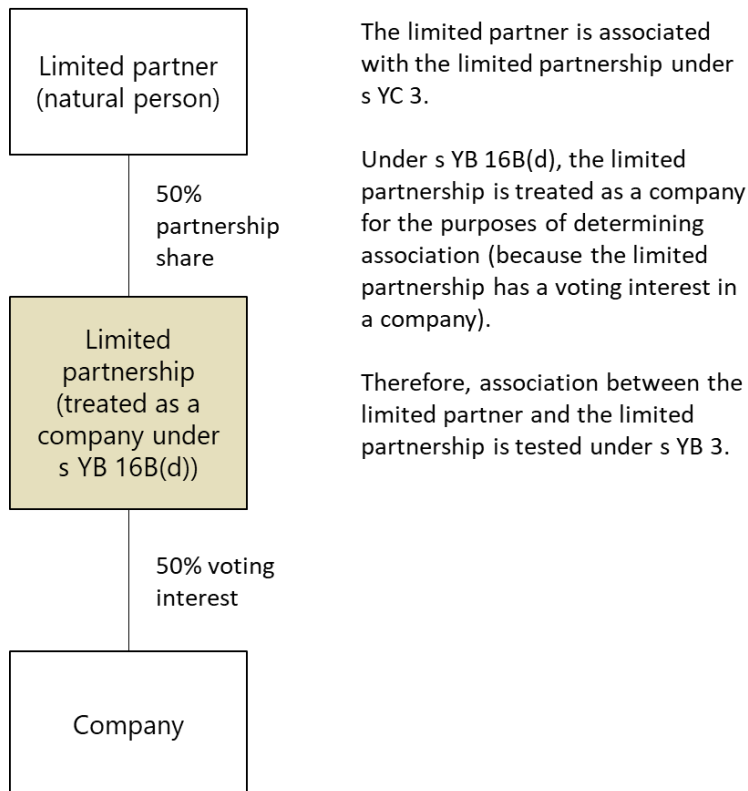 Limited partner
(natural person)
The limited partner is associated
with the limited partnership under
s YC 3.
Under s YB 16B(d), the limited
partnership is treated as a company
for the purposes of determining
association (because the limited
partnership has a voting interest in
a company).
Therefore, association between the
limited partner and the limited
partnership is tested under s YB 3.
50%
partnership
share
Limited
partnership
(treated as a
company under
s YB 16B(d))
50% voting
interest
Company